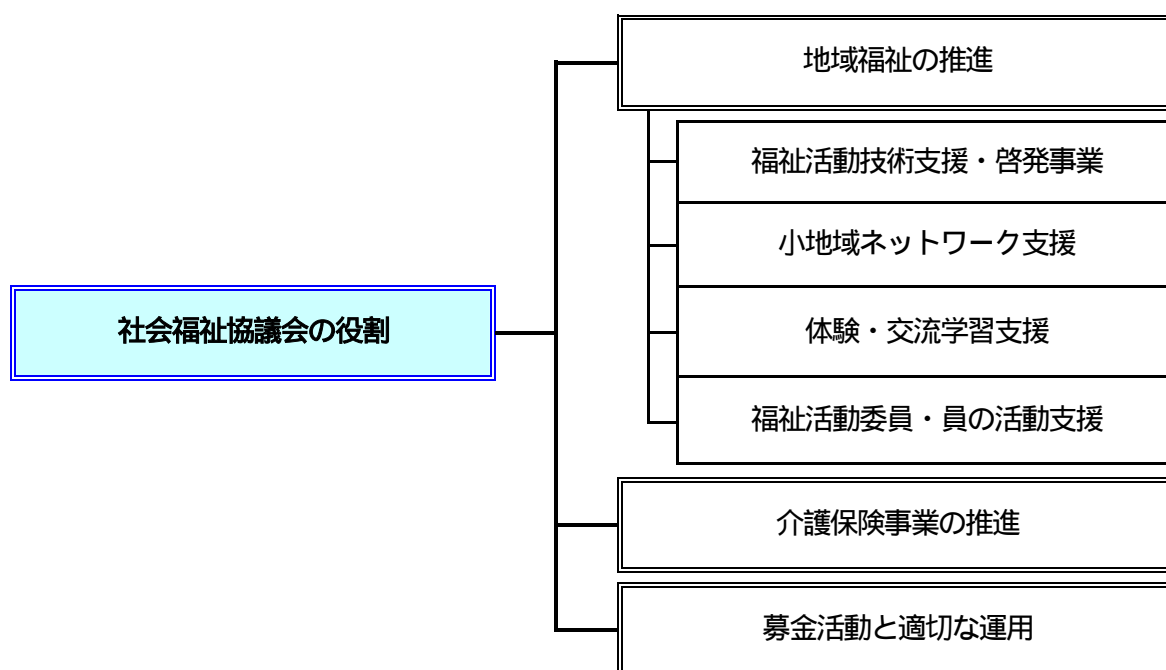 地域福祉の推進
福祉活動技術支援・啓発事業
小地域ネットワーク支援
社会福祉協議会の役割
体験・交流学習支援
福祉活動委員・員の活動支援
介護保険事業の推進
募金活動と適切な運用